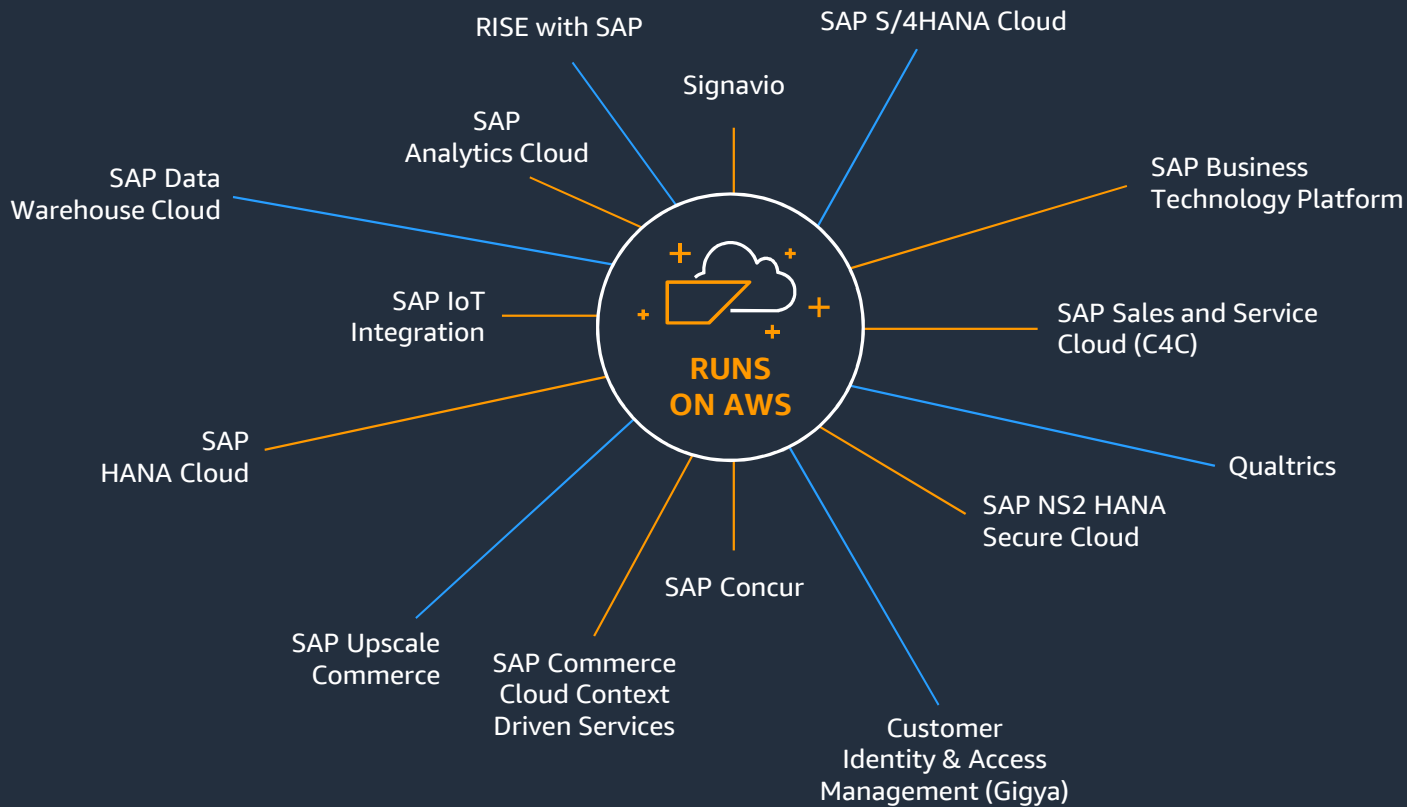 RISE with SAP
SAP S/4HANA Cloud
Signavio
SAP
Analytics Cloud
SAP Data
Warehouse Cloud
SAP Business
Technology Platform
SAP IoT
Integration
SAP Sales and Service
Cloud (C4C)
RUNS
ON AWS
SAP
HANA Cloud
Qualtrics
SAP NS2 HANA
Secure Cloud
SAP Concur
SAP Upscale
Commerce
SAP Commerce
Cloud Context
Driven Services
Customer
Identity & Access
Management (Gigya)